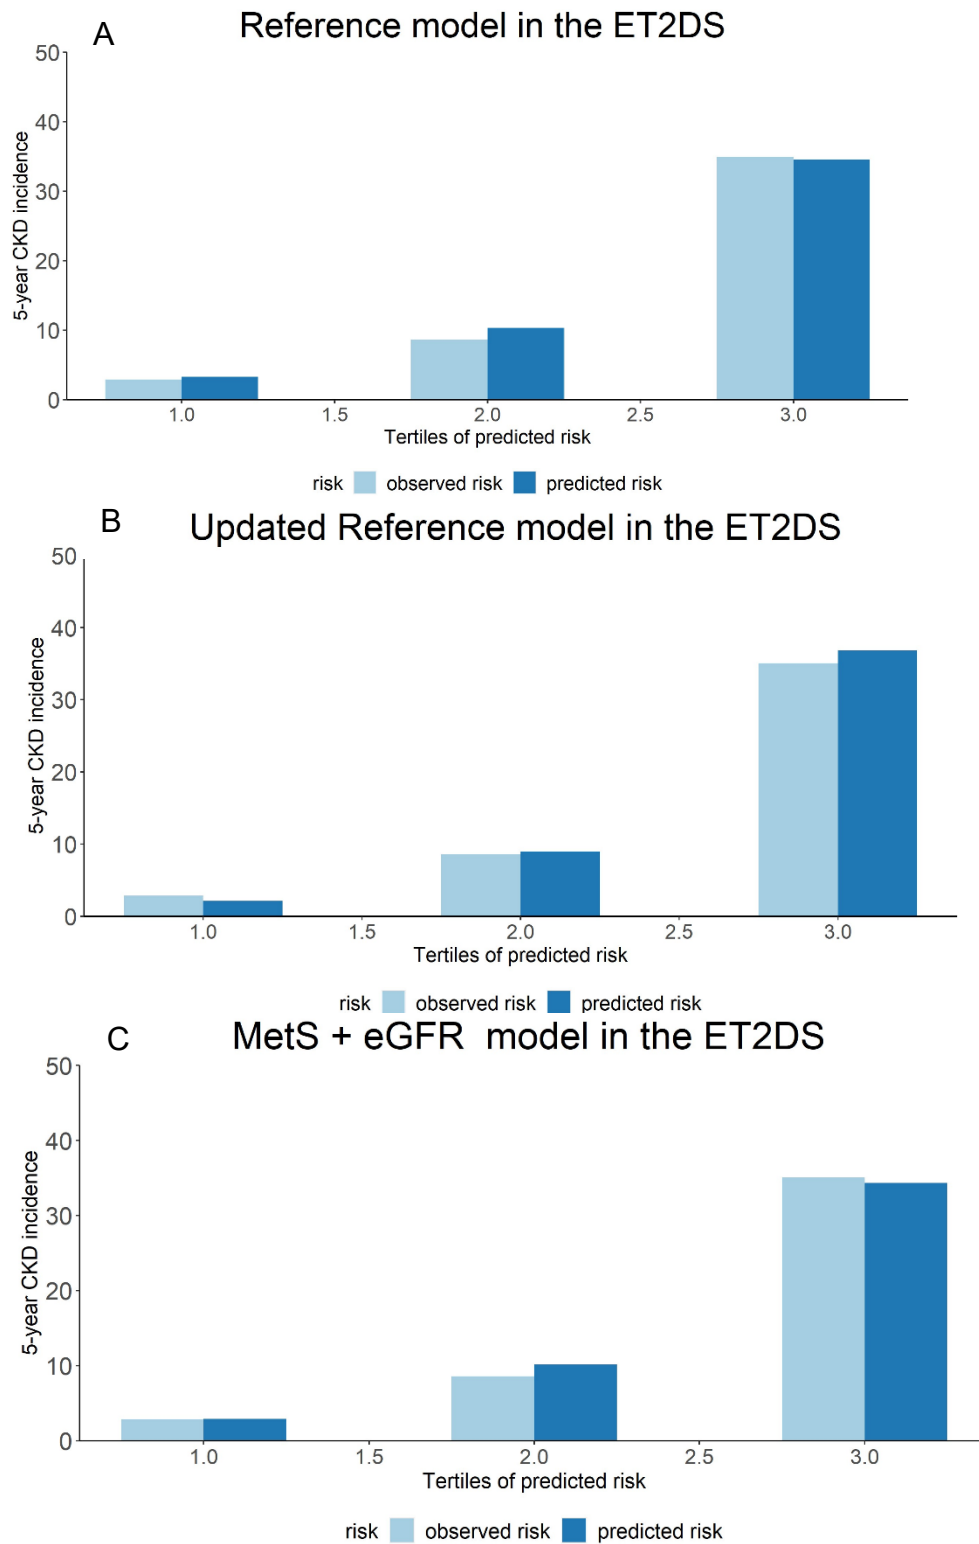 A
Reference model in the ET2DS
50
40
30
20
10
0
5-year CKD incidence
1.0 1.5 2.0 2.5 3.0
Tertiles of predicted risk
risk observed risk predicted risk
B
Updated Reference model in the ET2DS
50
40
30
20
10
0
5-year CKD incidence
1.0 1.5 2.0 2.5 3.0
Tertiles of predicted risk
risk observed risk predicted risk
C
MetS + eGFR model in the ET2DS
50
40
30
20
10
0
5-year CKD incidence
1.0 1.5 2.0 2.5 3.0
Tertiles of predicted risk
risk observed risk predicted risk